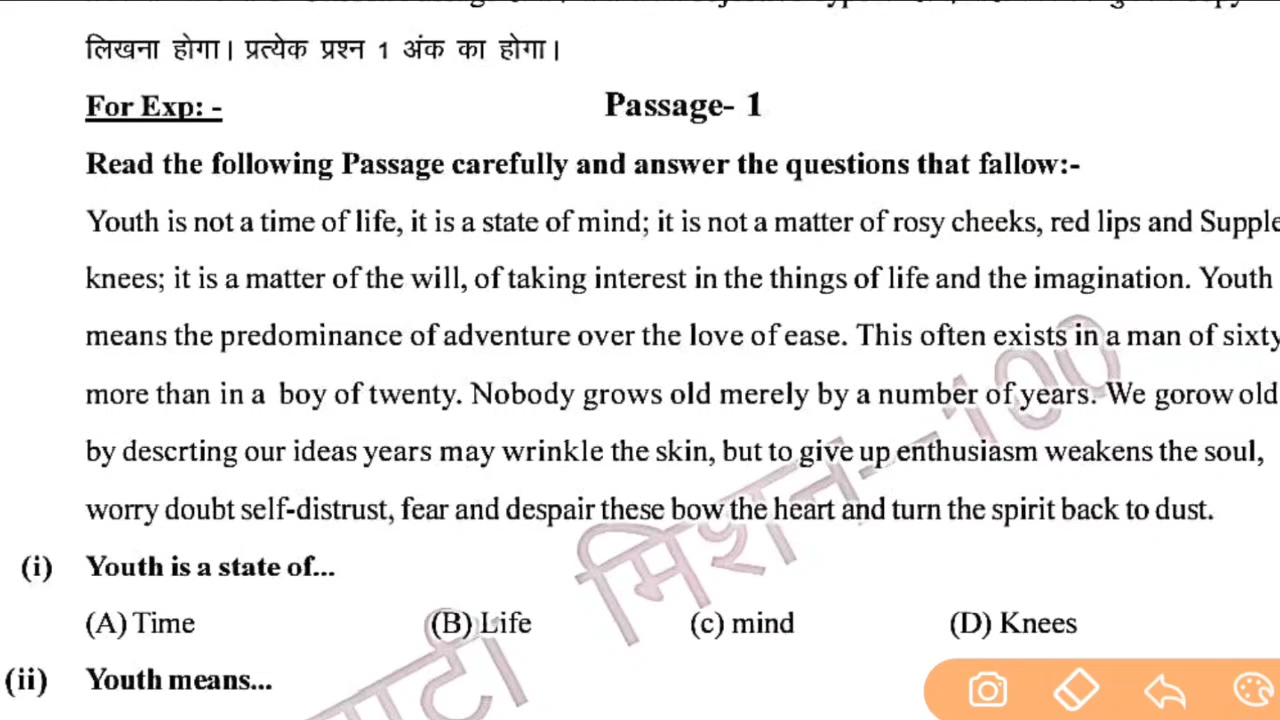 लिखना होगा। प्रत्येक प्रश्न 1 अंक का होगा।
For Exp: - Passage- 1
Read the following Passage carefully and answer the questions that fallow:-
Youth is not a time of life, it is a state of mind; it is not a matter of rosy cheeks, red lips and Supple
knees; it is a matter of the will, of taking interest in the things of life and the imagination. Youth
means the predominance of adventure over the love of ease. This often exists in a man of sixty
more than in a boy of twenty. Nobody grows old merely by a number of years. We gorow old
by descrting our ideas years may wrinkle the skin, but to give up enthusiasm weakens the soul,
worry doubt self-distrust, fear and despair these bow the heart and turn the spirit back to dust.
मिशन--100
(i) Youth is a state of...
(A) Time (B) Life (c) mind (D) Knees
(ii) Youth means...